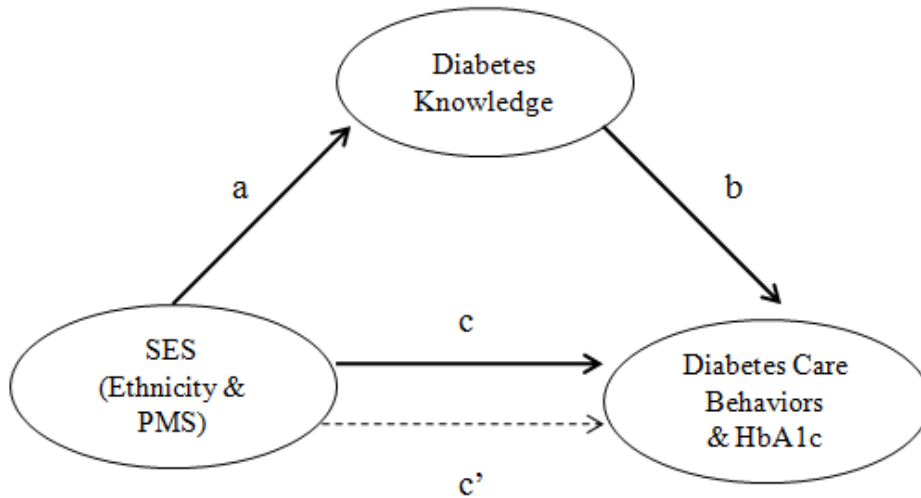 Diabetes
Knowledge
a
b
c
SES
(Ethnicity &
PMS)
Diabetes Care
Behaviors
& HbA1c
c’